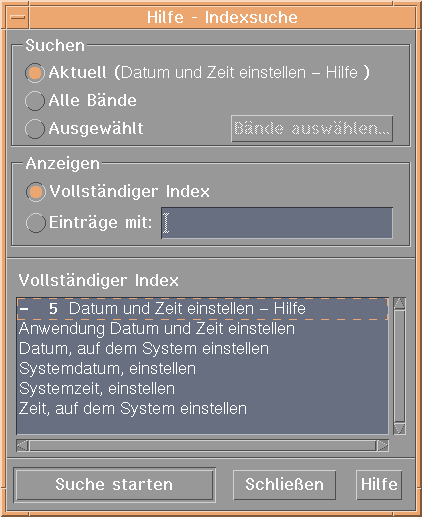 Hilfe - Indexsuche
Suchen
Aktuell (Datum und Zeit einstellen – Hilfe )
Alle Bände
Ausgewählt
Bände auswählen...
Anzeigen
Vollständiger Index
Einträge mit:
Vollständiger Index
– 5 Datum und Zeit einstellen – Hilfe
Anwendung Datum und Zeit einstellen
Datum, auf dem System einstellen
Systemdatum, einstellen
Systemzeit, einstellen
Zeit, auf dem System einstellen
Suche starten
Schließen
Hilfe